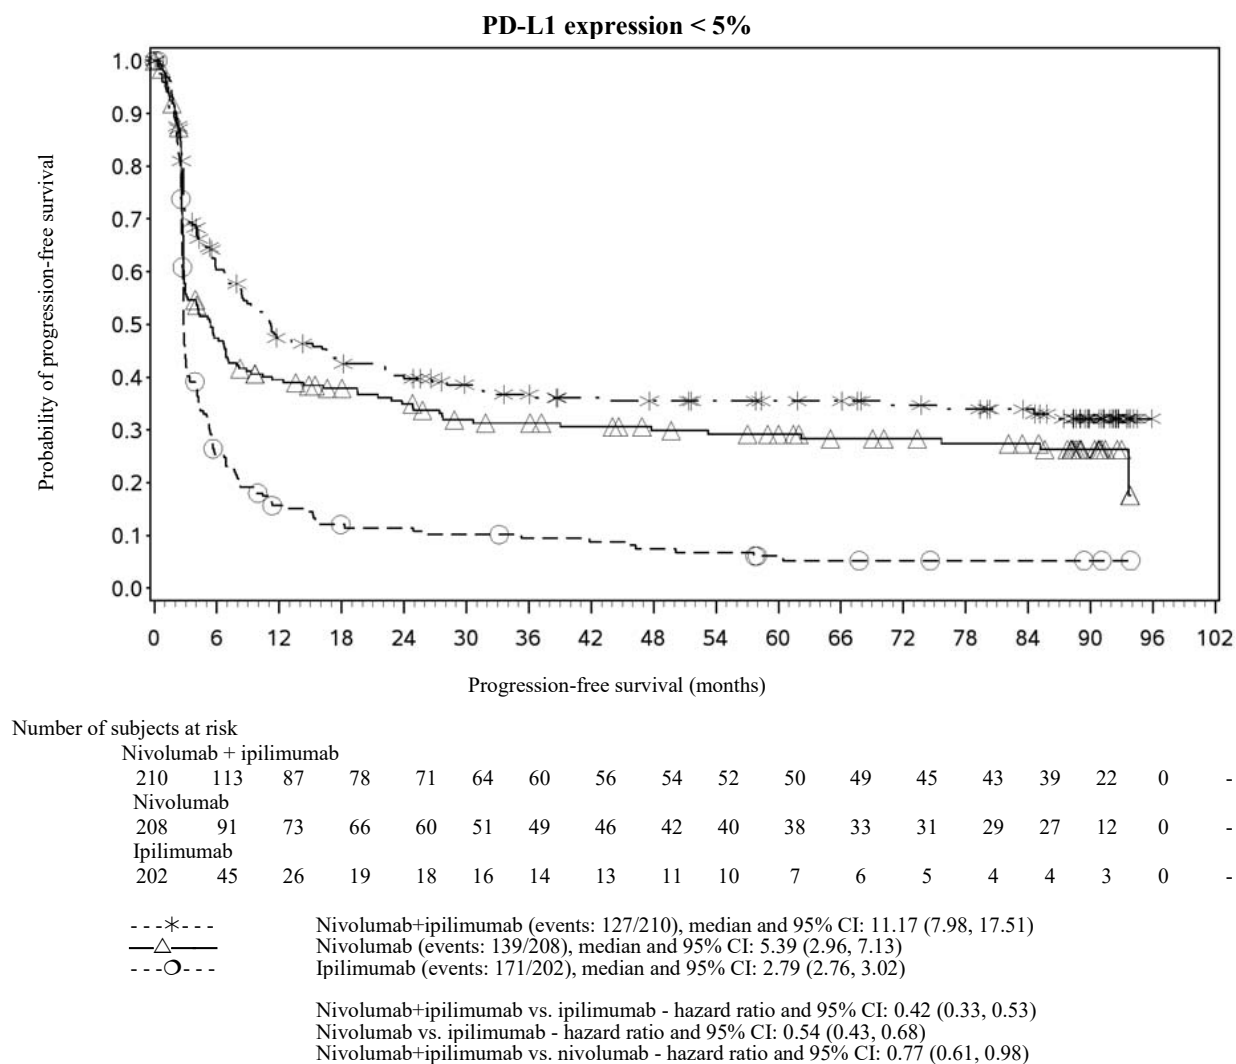 PD-L1 expression < 5%
Probability of progression-free survival
1.0
0.9
0.8
0.7
0.6
0.5
0.4
0.3
0.2
0.1
0.0
0 6 12 18 24 30 36 42 48 54 60 66 72 78 84 90 96 102
Progression-free survival (months)
Number of subjects at risk
Nivolumab + ipilimumab
210 113 87 78 71 64 60 56 54 52 50 49 45 43 39 22 0 -
Nivolumab
208 91 73 66 60 51 49 46 42 40 38 33 31 29 27 12 0 -
Ipilimumab
202 45 26 19 18 16 14 13 11 10 7 6 5 4 4 3 0 -
Nivolumab+ipilimumab (events: 127/210), median and 95% CI: 11.17 (7.98, 17.51)
Nivolumab (events: 139/208), median and 95% CI: 5.39 (2.96, 7.13)
Ipilimumab (events: 171/202), median and 95% CI: 2.79 (2.76, 3.02)
Nivolumab+ipilimumab vs. ipilimumab - hazard ratio and 95% CI: 0.42 (0.33, 0.53)
Nivolumab vs. ipilimumab - hazard ratio and 95% CI: 0.54 (0.43, 0.68)
Nivolumab+ipilimumab vs. nivolumab - hazard ratio and 95% CI: 0.77 (0.61, 0.98)